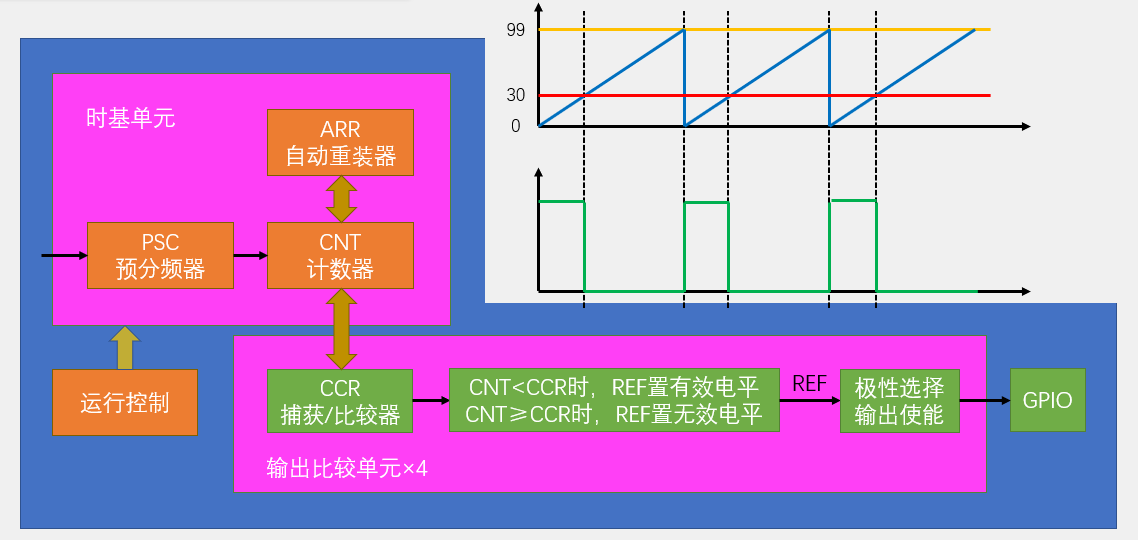 99
30
0
时基单元
ARR
自动重装器
PSC
预分频器
CNT
计数器
运行控制
CCR
捕获/比较器
CNT<CCR时，REF置有效电平
CNT≥CCR时，REF置无效电平
REF
极性选择
输出使能
GPIO
输出比较单元×4